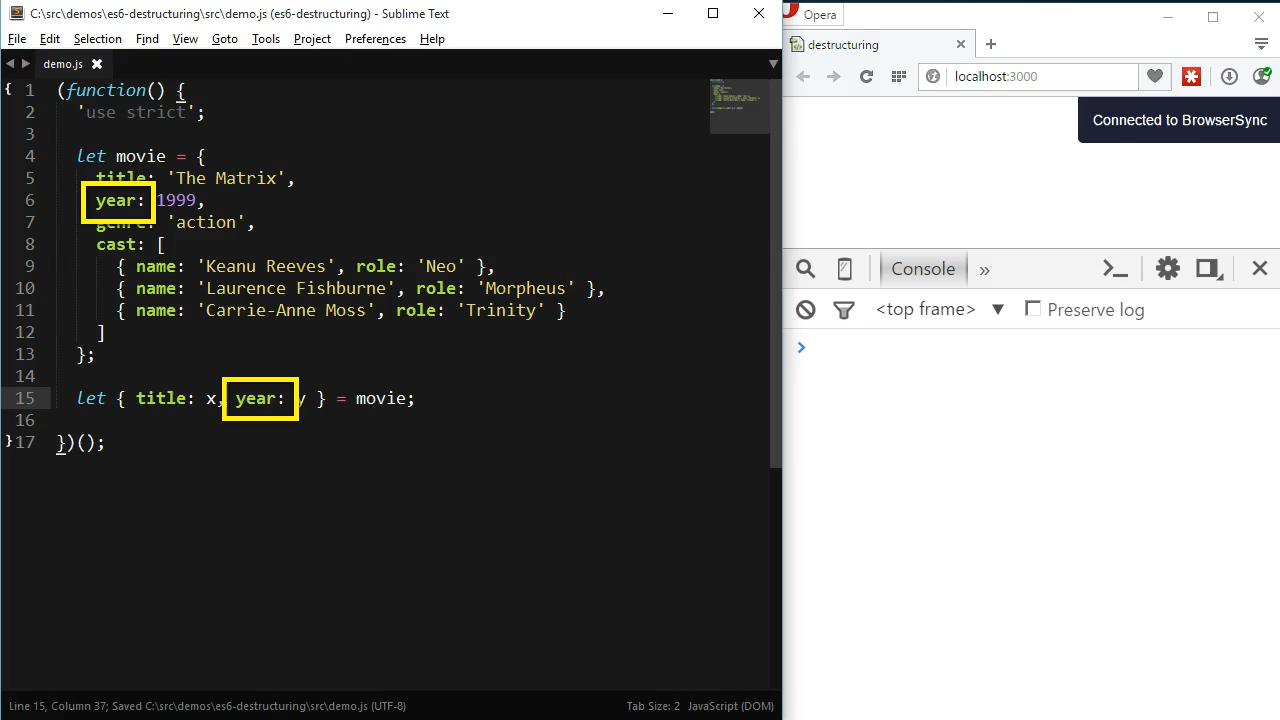 C:\src\demos\es6-destructuring\src\demo.js (es6-destructuring) - Sublime Text
File Edit Selection Find View Goto Tools Project Preferences Help
demo.js
1 (function() {
2 'use strict';
3
4 let movie = {
5 title: 'The Matrix',
6 year: 1999,
7 genre: 'action',
8 cast: [
9 { name: 'Keanu Reeves', role: 'Neo' },
10 { name: 'Laurence Fishburne', role: 'Morpheus' },
11 { name: 'Carrie-Anne Moss', role: 'Trinity' }
12 ]
13 };
14
15 let { title: x, year: y } = movie;
16
17 })();
Line 15, Column 37; Saved C:\src\demos\es6-destructuring\src\demo.js (UTF-8) Tab Size: 2 JavaScript (DOM)
Opera
destructuring
localhost:3000
Connected to BrowserSync
Console »
<top frame> ▼ Preserve log